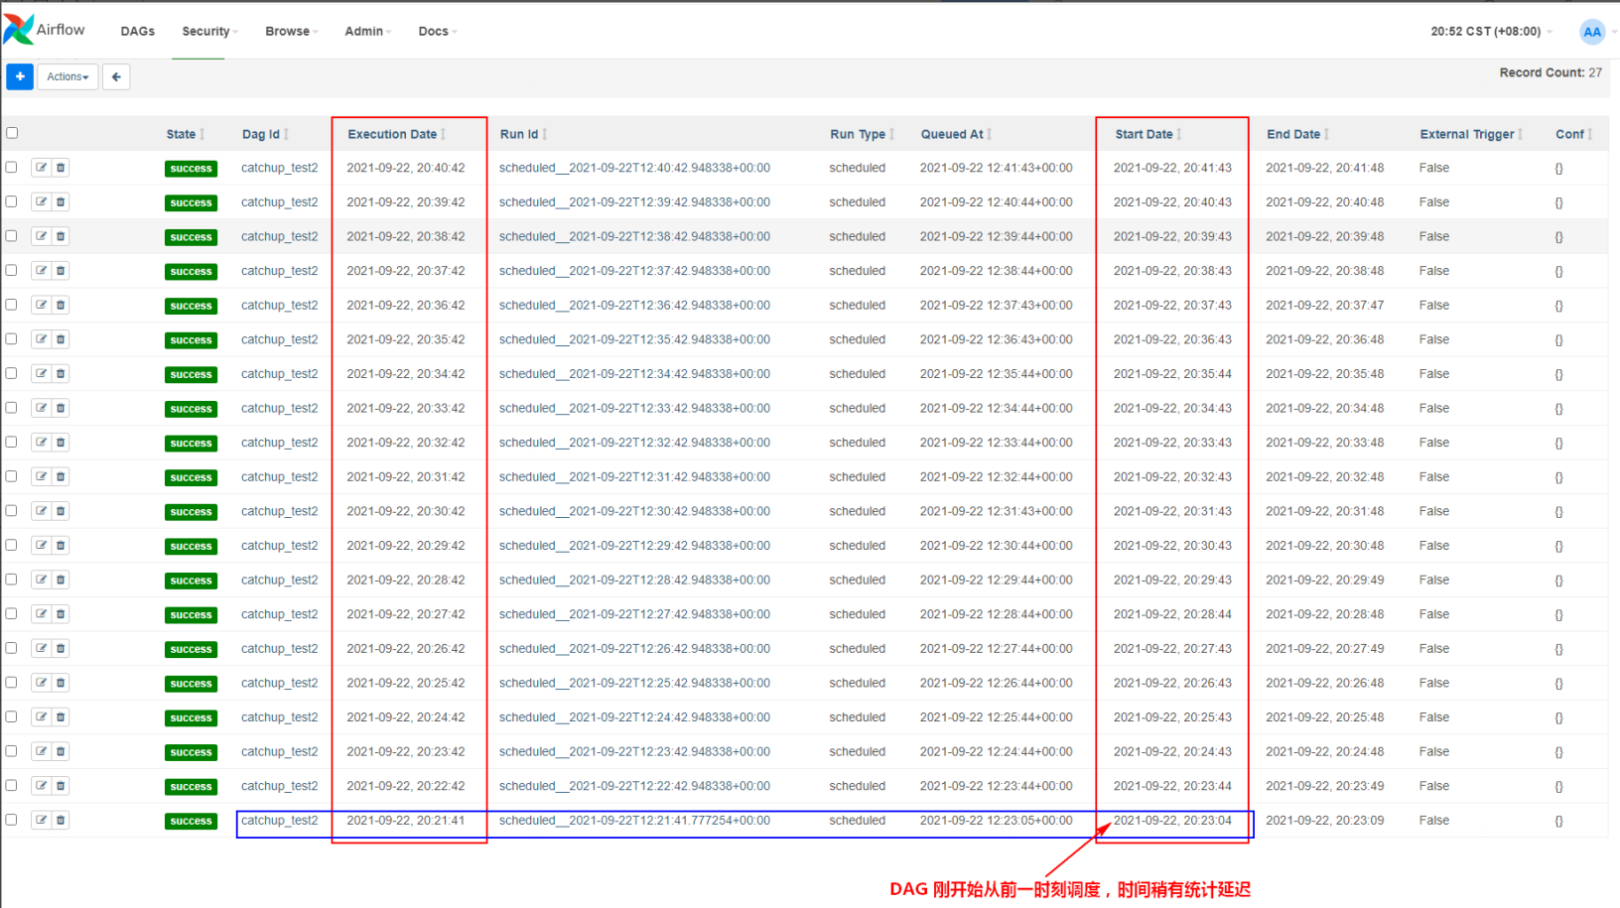 Airflow DAGs Security Browse Admin Docs 20:52 CST (+08:00) AA
+ Actions Record Count: 27
State Dag Id Execution Date Run Id Run Type Queued At Start Date End Date External Trigger Conf
success catchup_test2 2021-09-22, 20:40:42 scheduled__2021-09-22T12:40:42.948338+00:00 scheduled 2021-09-22 12:41:43+00:00 2021-09-22, 20:41:43 2021-09-22, 20:41:48 False {}
success catchup_test2 2021-09-22, 20:39:42 scheduled__2021-09-22T12:39:42.948338+00:00 scheduled 2021-09-22 12:40:44+00:00 2021-09-22, 20:40:43 2021-09-22, 20:40:48 False {}
success catchup_test2 2021-09-22, 20:38:42 scheduled__2021-09-22T12:38:42.948338+00:00 scheduled 2021-09-22 12:39:44+00:00 2021-09-22, 20:39:43 2021-09-22, 20:39:48 False {}
success catchup_test2 2021-09-22, 20:37:42 scheduled__2021-09-22T12:37:42.948338+00:00 scheduled 2021-09-22 12:38:44+00:00 2021-09-22, 20:38:43 2021-09-22, 20:38:48 False {}
success catchup_test2 2021-09-22, 20:36:42 scheduled__2021-09-22T12:36:42.948338+00:00 scheduled 2021-09-22 12:37:43+00:00 2021-09-22, 20:37:43 2021-09-22, 20:37:47 False {}
success catchup_test2 2021-09-22, 20:35:42 scheduled__2021-09-22T12:35:42.948338+00:00 scheduled 2021-09-22 12:36:43+00:00 2021-09-22, 20:36:43 2021-09-22, 20:36:48 False {}
success catchup_test2 2021-09-22, 20:34:42 scheduled__2021-09-22T12:34:42.948338+00:00 scheduled 2021-09-22 12:35:44+00:00 2021-09-22, 20:35:44 2021-09-22, 20:35:48 False {}
success catchup_test2 2021-09-22, 20:33:42 scheduled__2021-09-22T12:33:42.948338+00:00 scheduled 2021-09-22 12:34:44+00:00 2021-09-22, 20:34:43 2021-09-22, 20:34:48 False {}
success catchup_test2 2021-09-22, 20:32:42 scheduled__2021-09-22T12:32:42.948338+00:00 scheduled 2021-09-22 12:33:44+00:00 2021-09-22, 20:33:43 2021-09-22, 20:33:48 False {}
success catchup_test2 2021-09-22, 20:31:42 scheduled__2021-09-22T12:31:42.948338+00:00 scheduled 2021-09-22 12:32:44+00:00 2021-09-22, 20:32:43 2021-09-22, 20:32:48 False {}
success catchup_test2 2021-09-22, 20:30:42 scheduled__2021-09-22T12:30:42.948338+00:00 scheduled 2021-09-22 12:31:43+00:00 2021-09-22, 20:31:43 2021-09-22, 20:31:48 False {}
success catchup_test2 2021-09-22, 20:29:42 scheduled__2021-09-22T12:29:42.948338+00:00 scheduled 2021-09-22 12:30:44+00:00 2021-09-22, 20:30:43 2021-09-22, 20:30:48 False {}
success catchup_test2 2021-09-22, 20:28:42 scheduled__2021-09-22T12:28:42.948338+00:00 scheduled 2021-09-22 12:29:44+00:00 2021-09-22, 20:29:43 2021-09-22, 20:29:49 False {}
success catchup_test2 2021-09-22, 20:27:42 scheduled__2021-09-22T12:27:42.948338+00:00 scheduled 2021-09-22 12:28:44+00:00 2021-09-22, 20:28:44 2021-09-22, 20:28:48 False {}
success catchup_test2 2021-09-22, 20:26:42 scheduled__2021-09-22T12:26:42.948338+00:00 scheduled 2021-09-22 12:27:44+00:00 2021-09-22, 20:27:43 2021-09-22, 20:27:49 False {}
success catchup_test2 2021-09-22, 20:25:42 scheduled__2021-09-22T12:25:42.948338+00:00 scheduled 2021-09-22 12:26:44+00:00 2021-09-22, 20:26:43 2021-09-22, 20:26:48 False {}
success catchup_test2 2021-09-22, 20:24:42 scheduled__2021-09-22T12:24:42.948338+00:00 scheduled 2021-09-22 12:25:44+00:00 2021-09-22, 20:25:43 2021-09-22, 20:25:48 False {}
success catchup_test2 2021-09-22, 20:23:42 scheduled__2021-09-22T12:23:42.948338+00:00 scheduled 2021-09-22 12:24:44+00:00 2021-09-22, 20:24:43 2021-09-22, 20:24:48 False {}
success catchup_test2 2021-09-22, 20:22:42 scheduled__2021-09-22T12:22:42.948338+00:00 scheduled 2021-09-22 12:23:44+00:00 2021-09-22, 20:23:44 2021-09-22, 20:23:49 False {}
success catchup_test2 2021-09-22, 20:21:41 scheduled__2021-09-22T12:21:41.777254+00:00 scheduled 2021-09-22 12:23:05+00:00 2021-09-22, 20:23:04 2021-09-22, 20:23:09 False {}
DAG 刚开始从前一时刻调度，时间稍有统计延迟